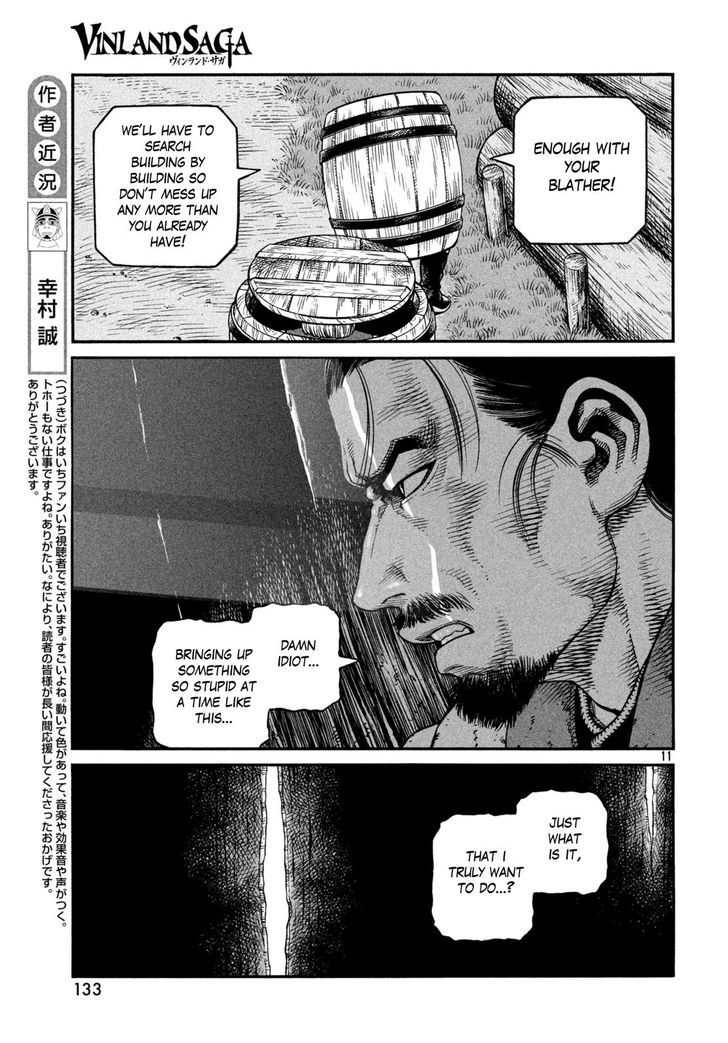 VINLAND SAGA
ヴィンランド・サガ
ENOUGH WITH
YOUR
BLATHER!
WE'LL HAVE TO
SEARCH
BUILDING BY
BUILDING SO
DON'T MESS UP
ANY MORE THAN
YOU ALREADY
HAVE!
DAMN
IDIOT...
BRINGING UP
SOMETHING
SO STUPID AT
A TIME LIKE
THIS...
11
JUST
WHAT
IS IT,
THAT I
TRULY WANT
TO DO...?
作者近況
幸村誠
(つづき)ボクはいちファンいち視聴者でございます。すごいよね。動いて色があって、音楽や効果音や声がつく。
トホーもない仕事ですよね。ありがたい。なにより、読者の皆様が長い間応援してくださったおかげです。
ありがとうございます。
133